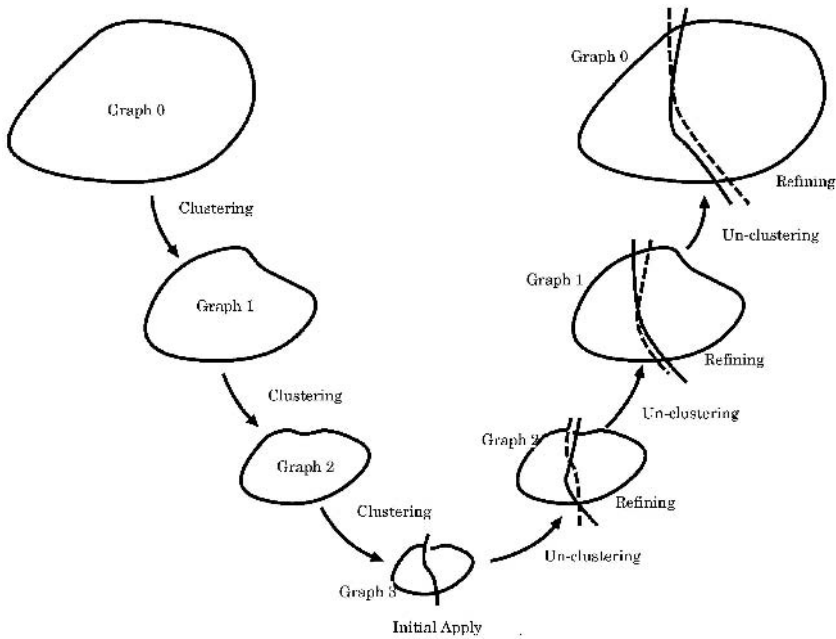 Graph 0
Graph 0
Refining
Clustering
Un-clustering
Graph 1
Graph 1
Refining
Clustering
Un-clustering
Graph 2
Graph 2
Refining
Clustering
Un-clustering
Graph 3
Initial Apply